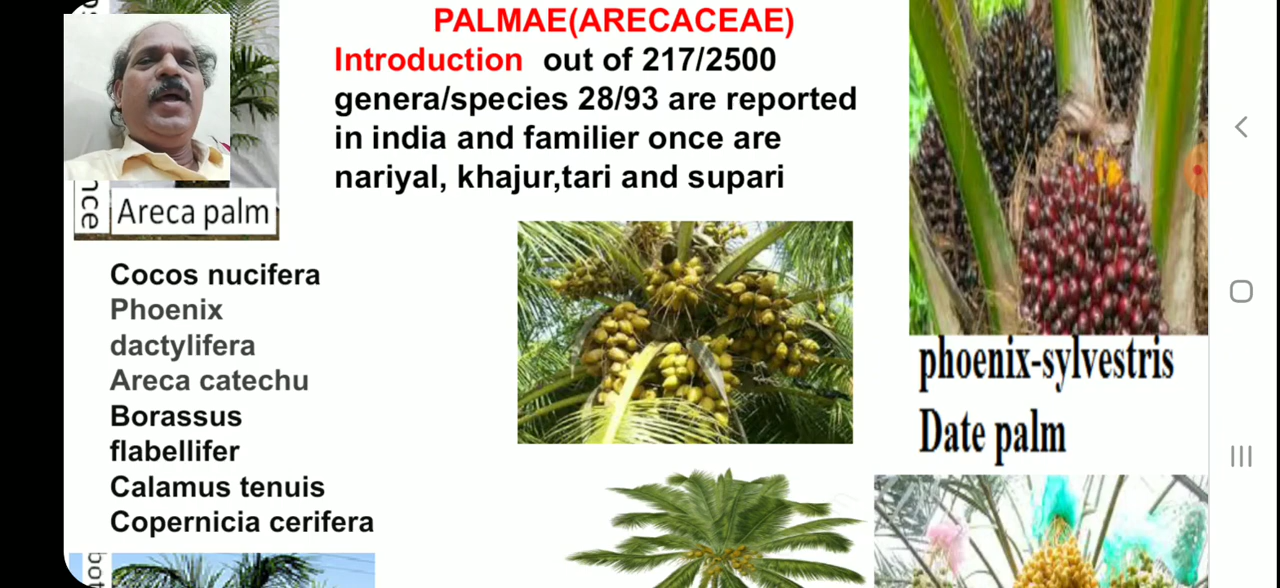 PALMAE(ARECACEAE)
Introduction out of 217/2500
genera/species 28/93 are reported
in india and familier once are
nariyal, khajur,tari and supari
Areca palm
Cocos nucifera
Phoenix
dactylifera
Areca catechu
Borassus
flabellifer
Calamus tenuis
Copernicia cerifera
phoenix-sylvestris
Date palm